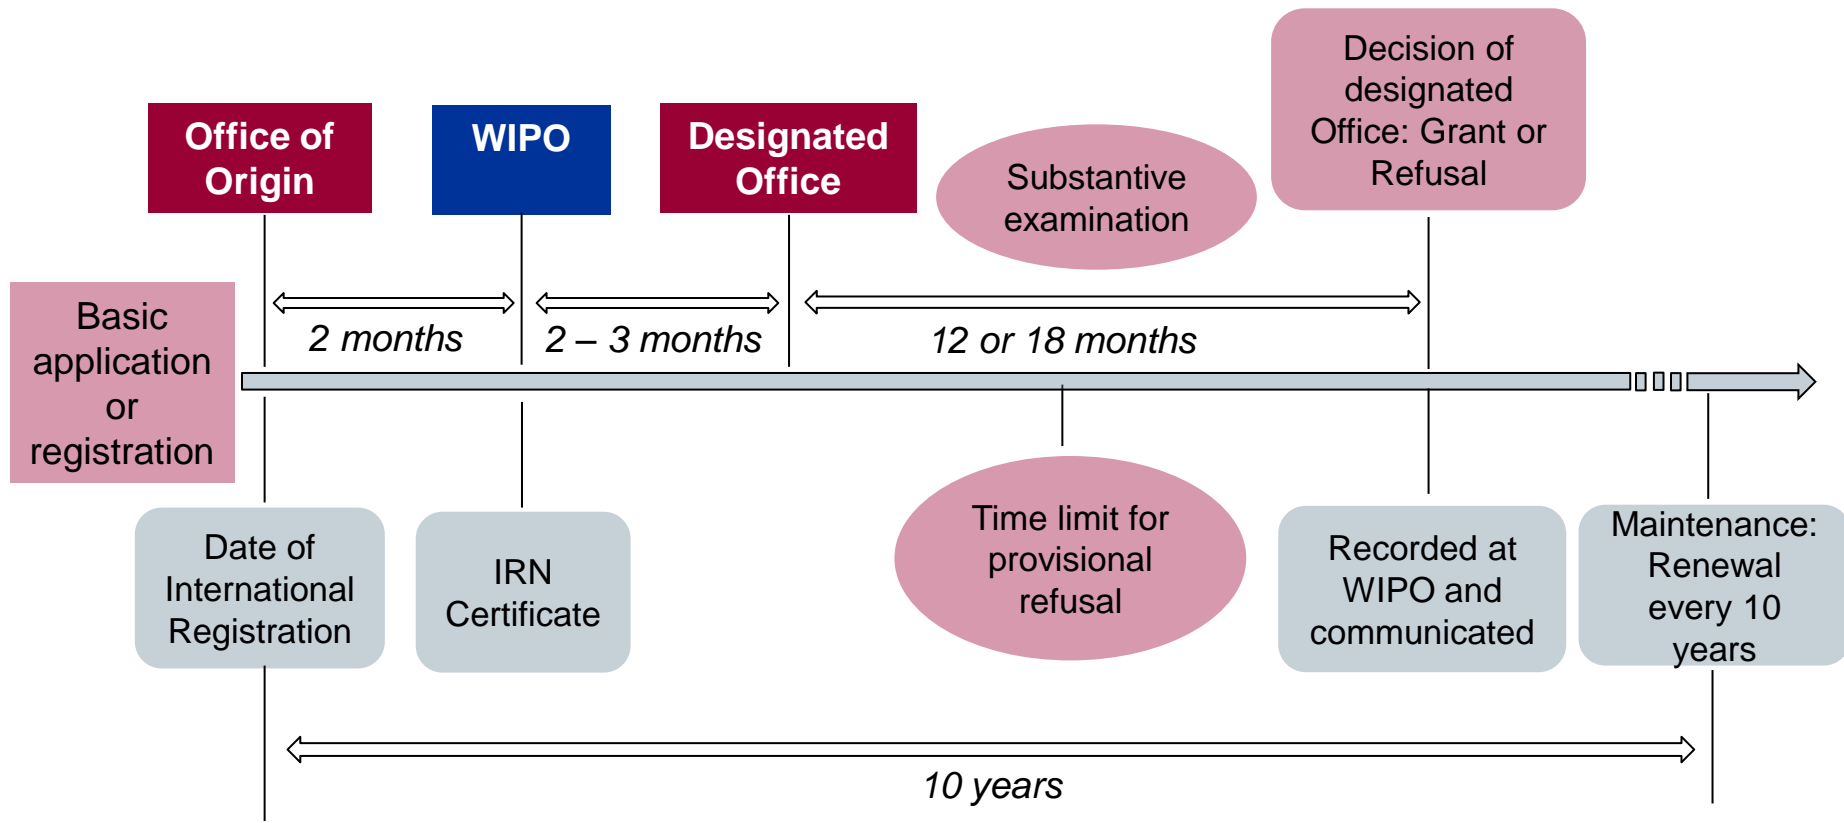 Office of
Origin
WIPO
Designated
Office
Substantive
examination
Decision of
designated
Office: Grant or
Refusal
Basic
application
or
registration
2 months
2 – 3 months
12 or 18 months
Date of
International
Registration
IRN
Certificate
Time limit for
provisional
refusal
Recorded at
WIPO and
communicated
Maintenance:
Renewal
every 10
years
10 years